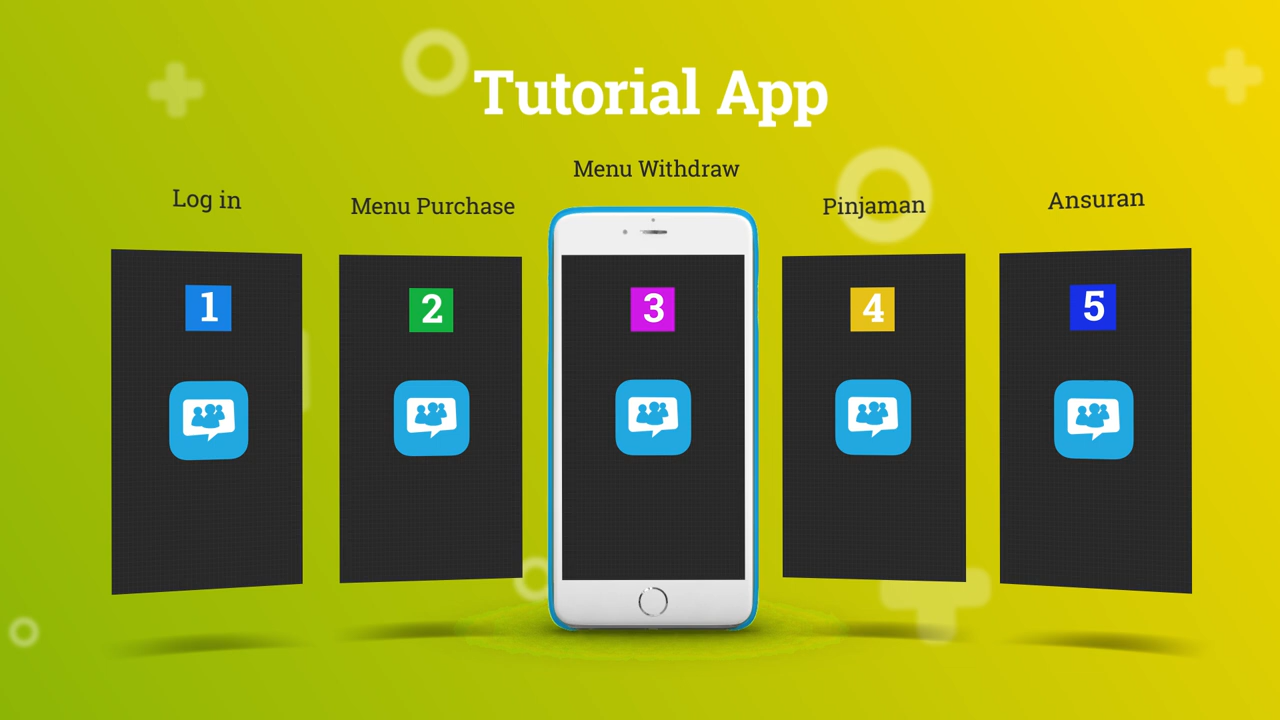 Tutorial App
Log in
Menu Purchase
Menu Withdraw
Pinjaman
Ansuran
1
2
3
4
5